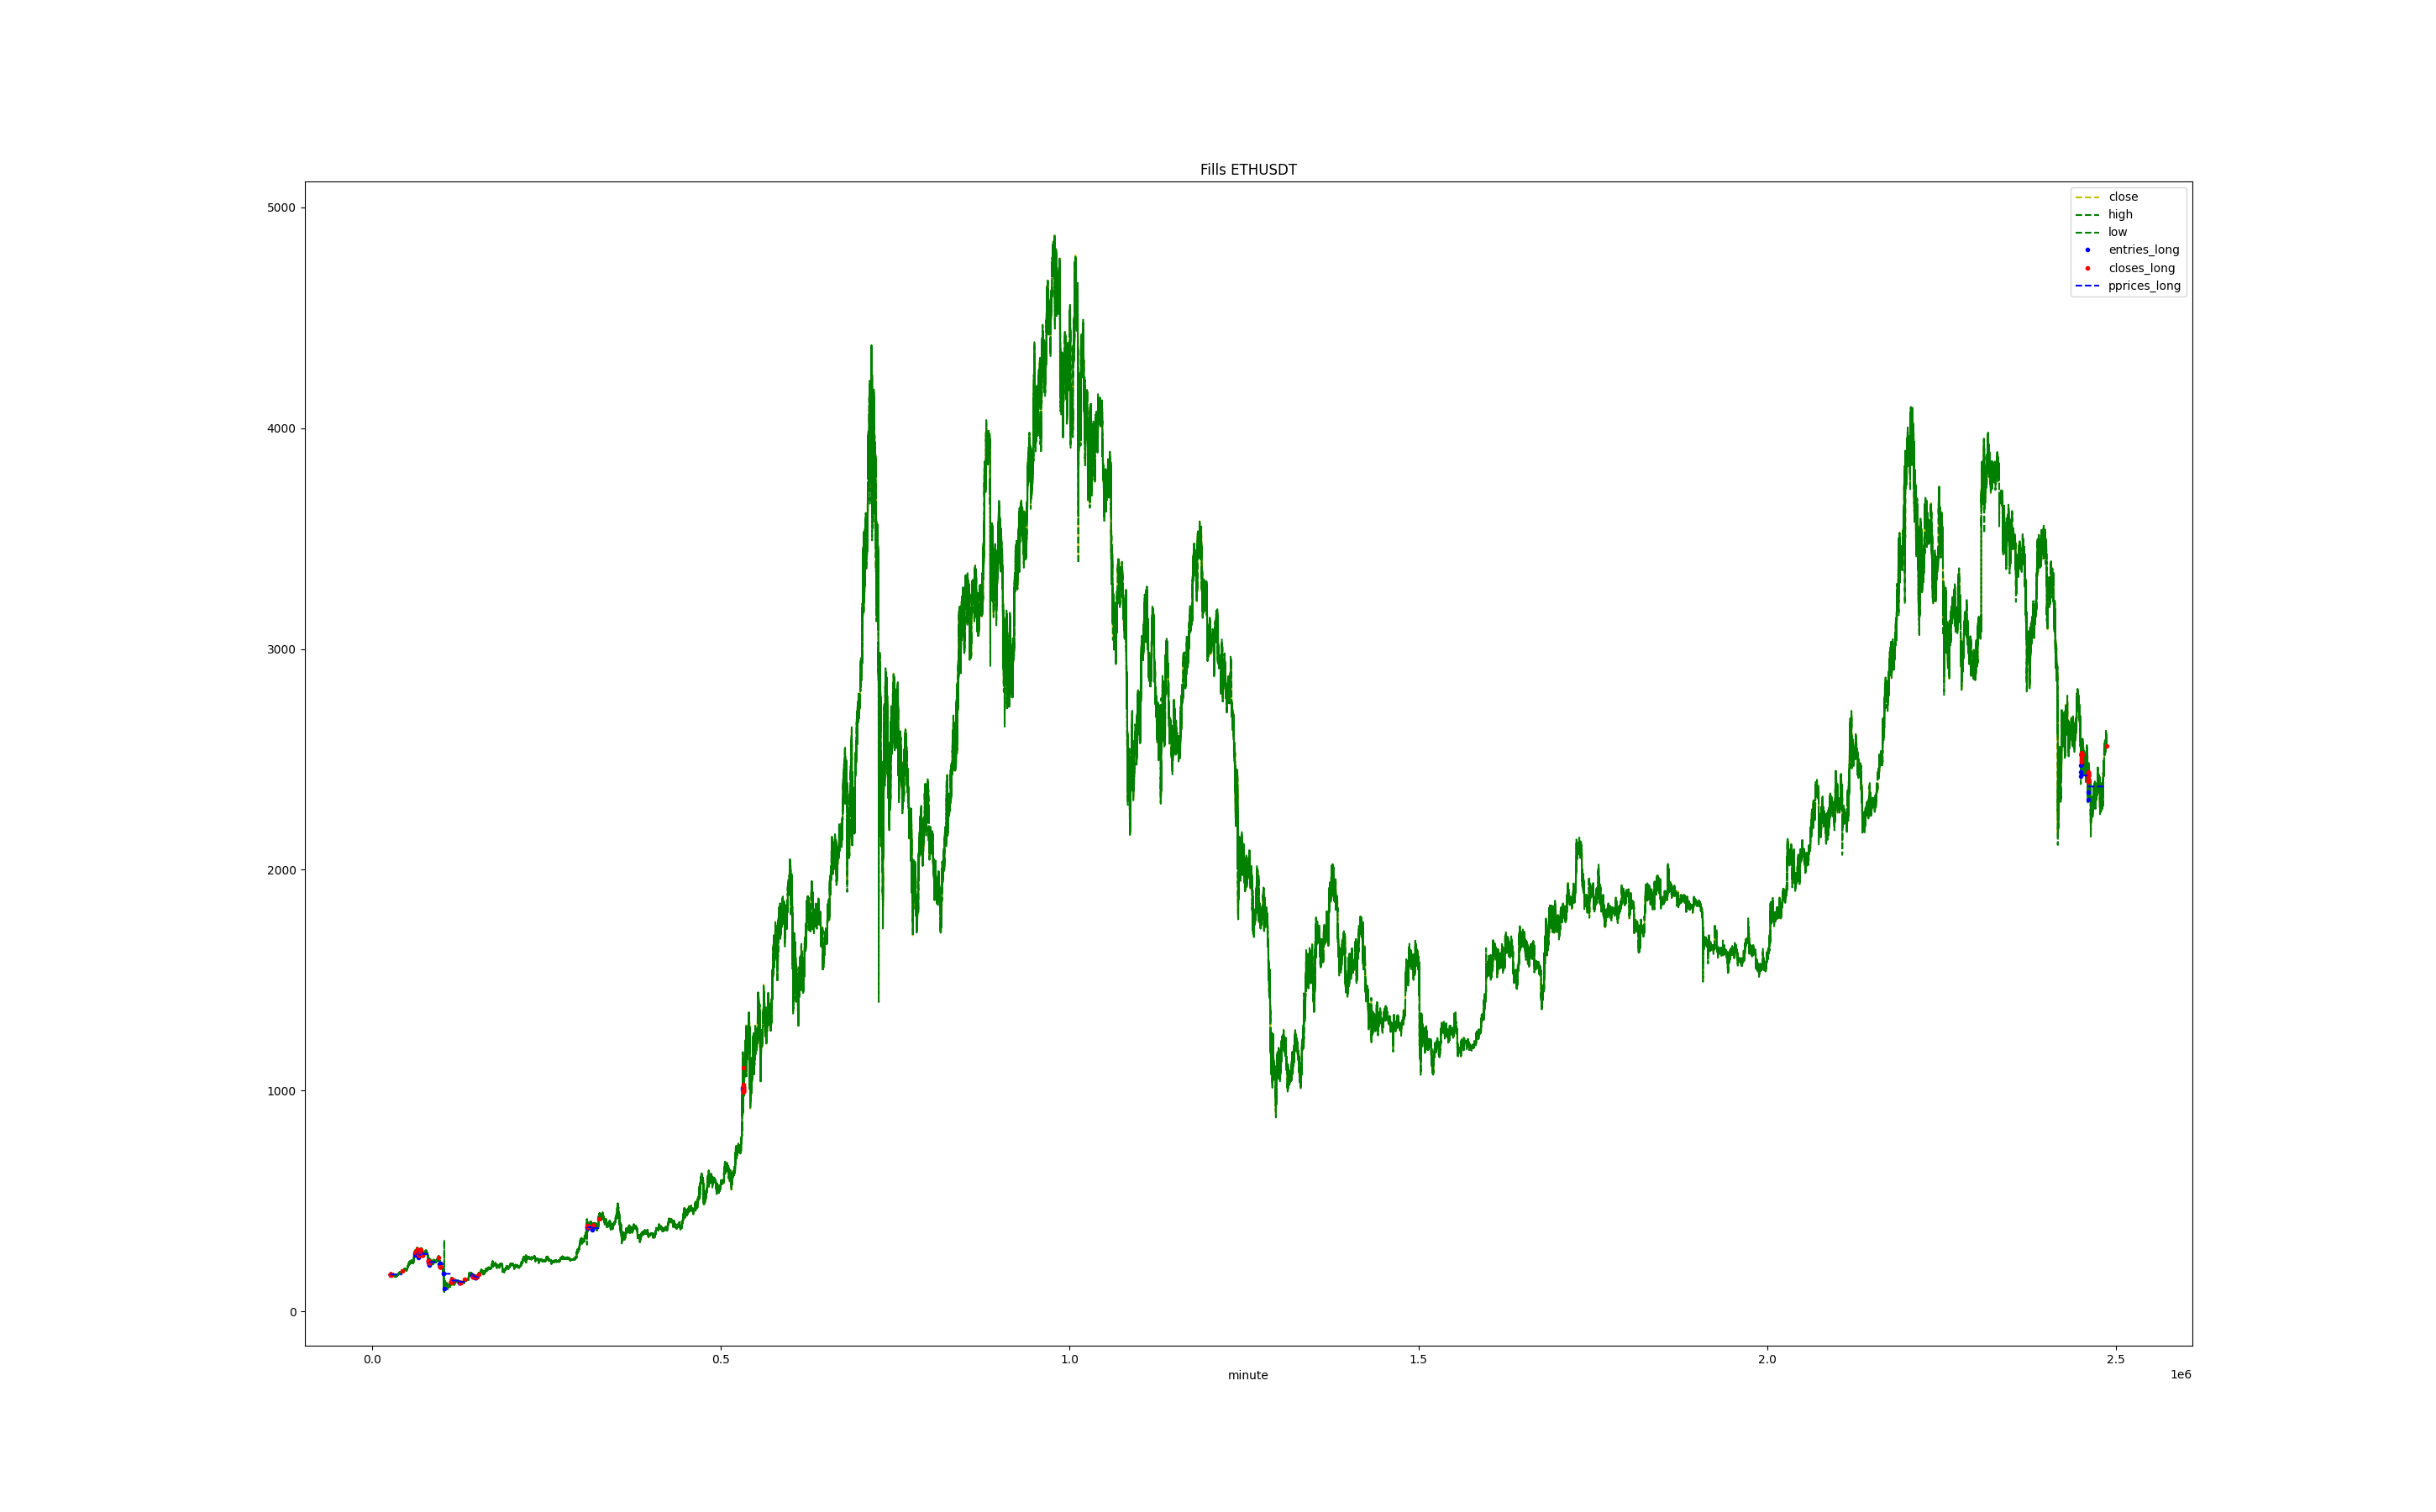 Fills ETHUSDT
close
high
low
entries_long
closes_long
pprices_long
5000
4000
3000
2000
1000
0
0.0 0.5 1.0 1.5 2.0 2.5
1e6
minute